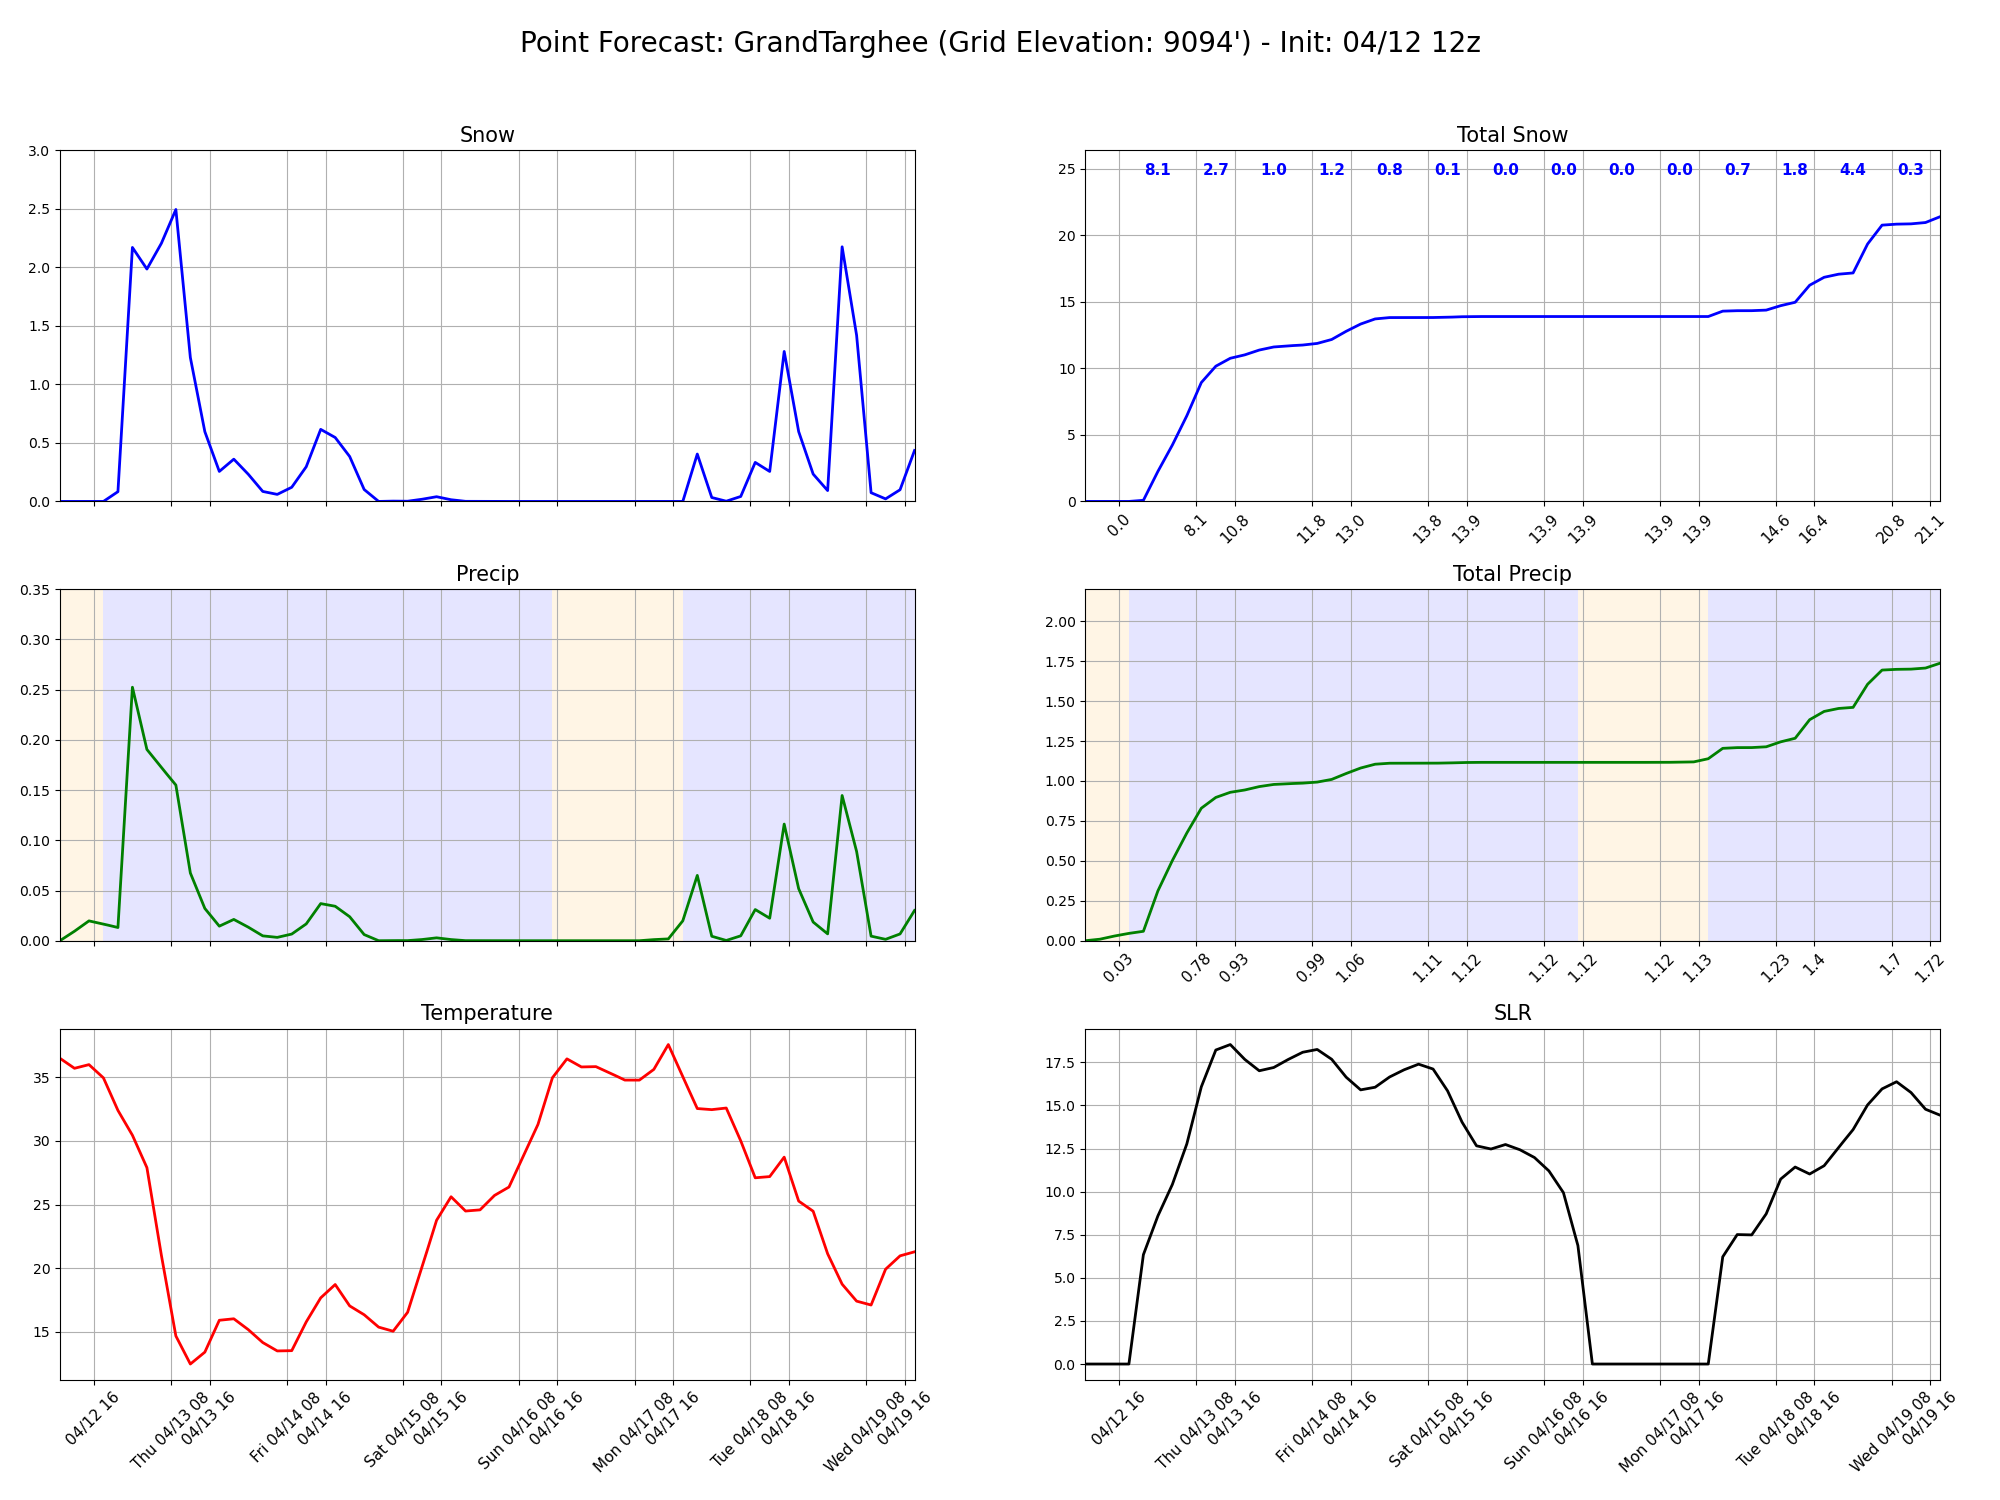 Point Forecast: GrandTarghee (Grid Elevation: 9094') - Init: 04/12 12z
Snow
3.0
2.5
2.0
1.5
1.0
0.5
0.0
Total Snow
25
20
15
10
5
0
8.1 2.7 1.0 1.2 0.8 0.1 0.0 0.0 0.0 0.0 0.7 1.8 4.4 0.3
0.0 8.1 10.8 11.8 13.0 13.8 13.9 13.9 13.9 13.9 13.9 14.6 16.4 20.8 21.1
Precip
0.35
0.30
0.25
0.20
0.15
0.10
0.05
0.00
Total Precip
2.00
1.75
1.50
1.25
1.00
0.75
0.50
0.25
0.00
0.03 0.78 0.93 0.99 1.06 1.11 1.12 1.12 1.12 1.12 1.13 1.23 1.4 1.7 1.72
Temperature
35
30
25
20
15
04/12 16
Thu 04/13 08
04/13 16
Fri 04/14 08
04/14 16
Sat 04/15 08
04/15 16
Sun 04/16 08
04/16 16
Mon 04/17 08
04/17 16
Tue 04/18 08
04/18 16
Wed 04/19 08
04/19 16
SLR
17.5
15.0
12.5
10.0
7.5
5.0
2.5
0.0
04/12 16
Thu 04/13 08
04/13 16
Fri 04/14 08
04/14 16
Sat 04/15 08
04/15 16
Sun 04/16 08
04/16 16
Mon 04/17 08
04/17 16
Tue 04/18 08
04/18 16
Wed 04/19 08
04/19 16